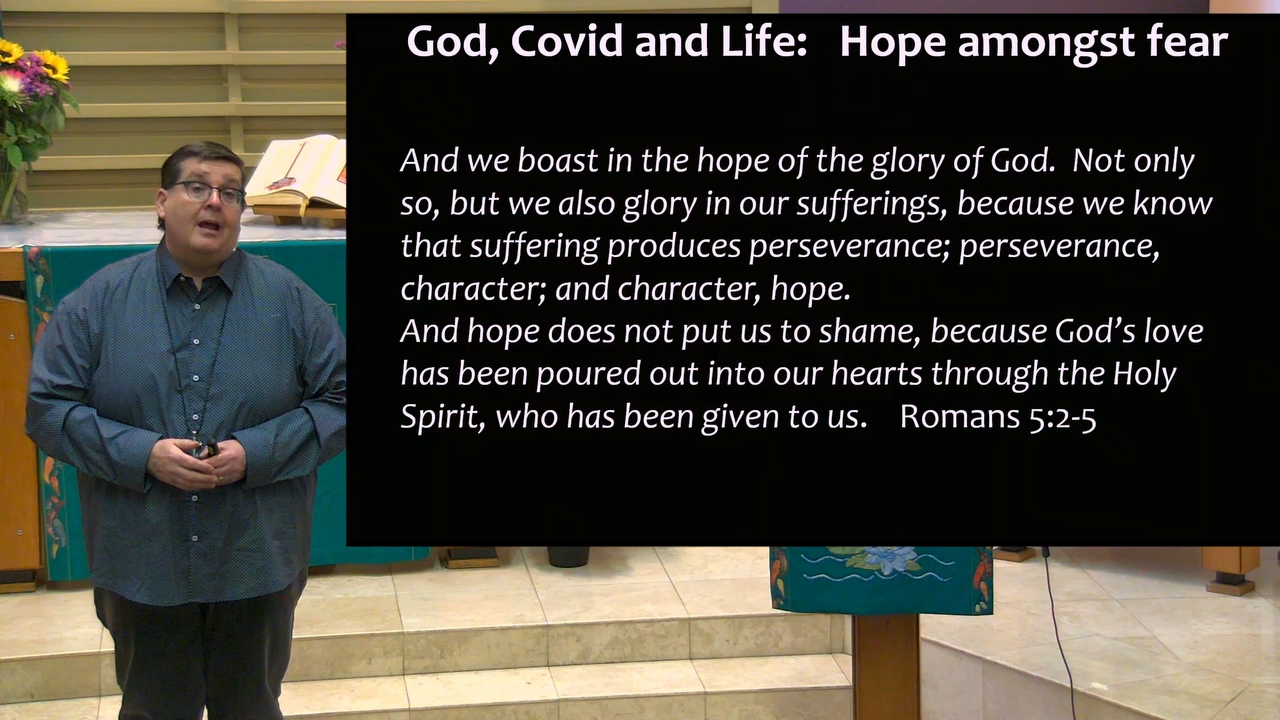 God, Covid and Life: Hope amongst fear
And we boast in the hope of the glory of God. Not only
so, but we also glory in our sufferings, because we know
that suffering produces perseverance; perseverance,
character; and character, hope.
And hope does not put us to shame, because God’s love
has been poured out into our hearts through the Holy
Spirit, who has been given to us. Romans 5:2-5